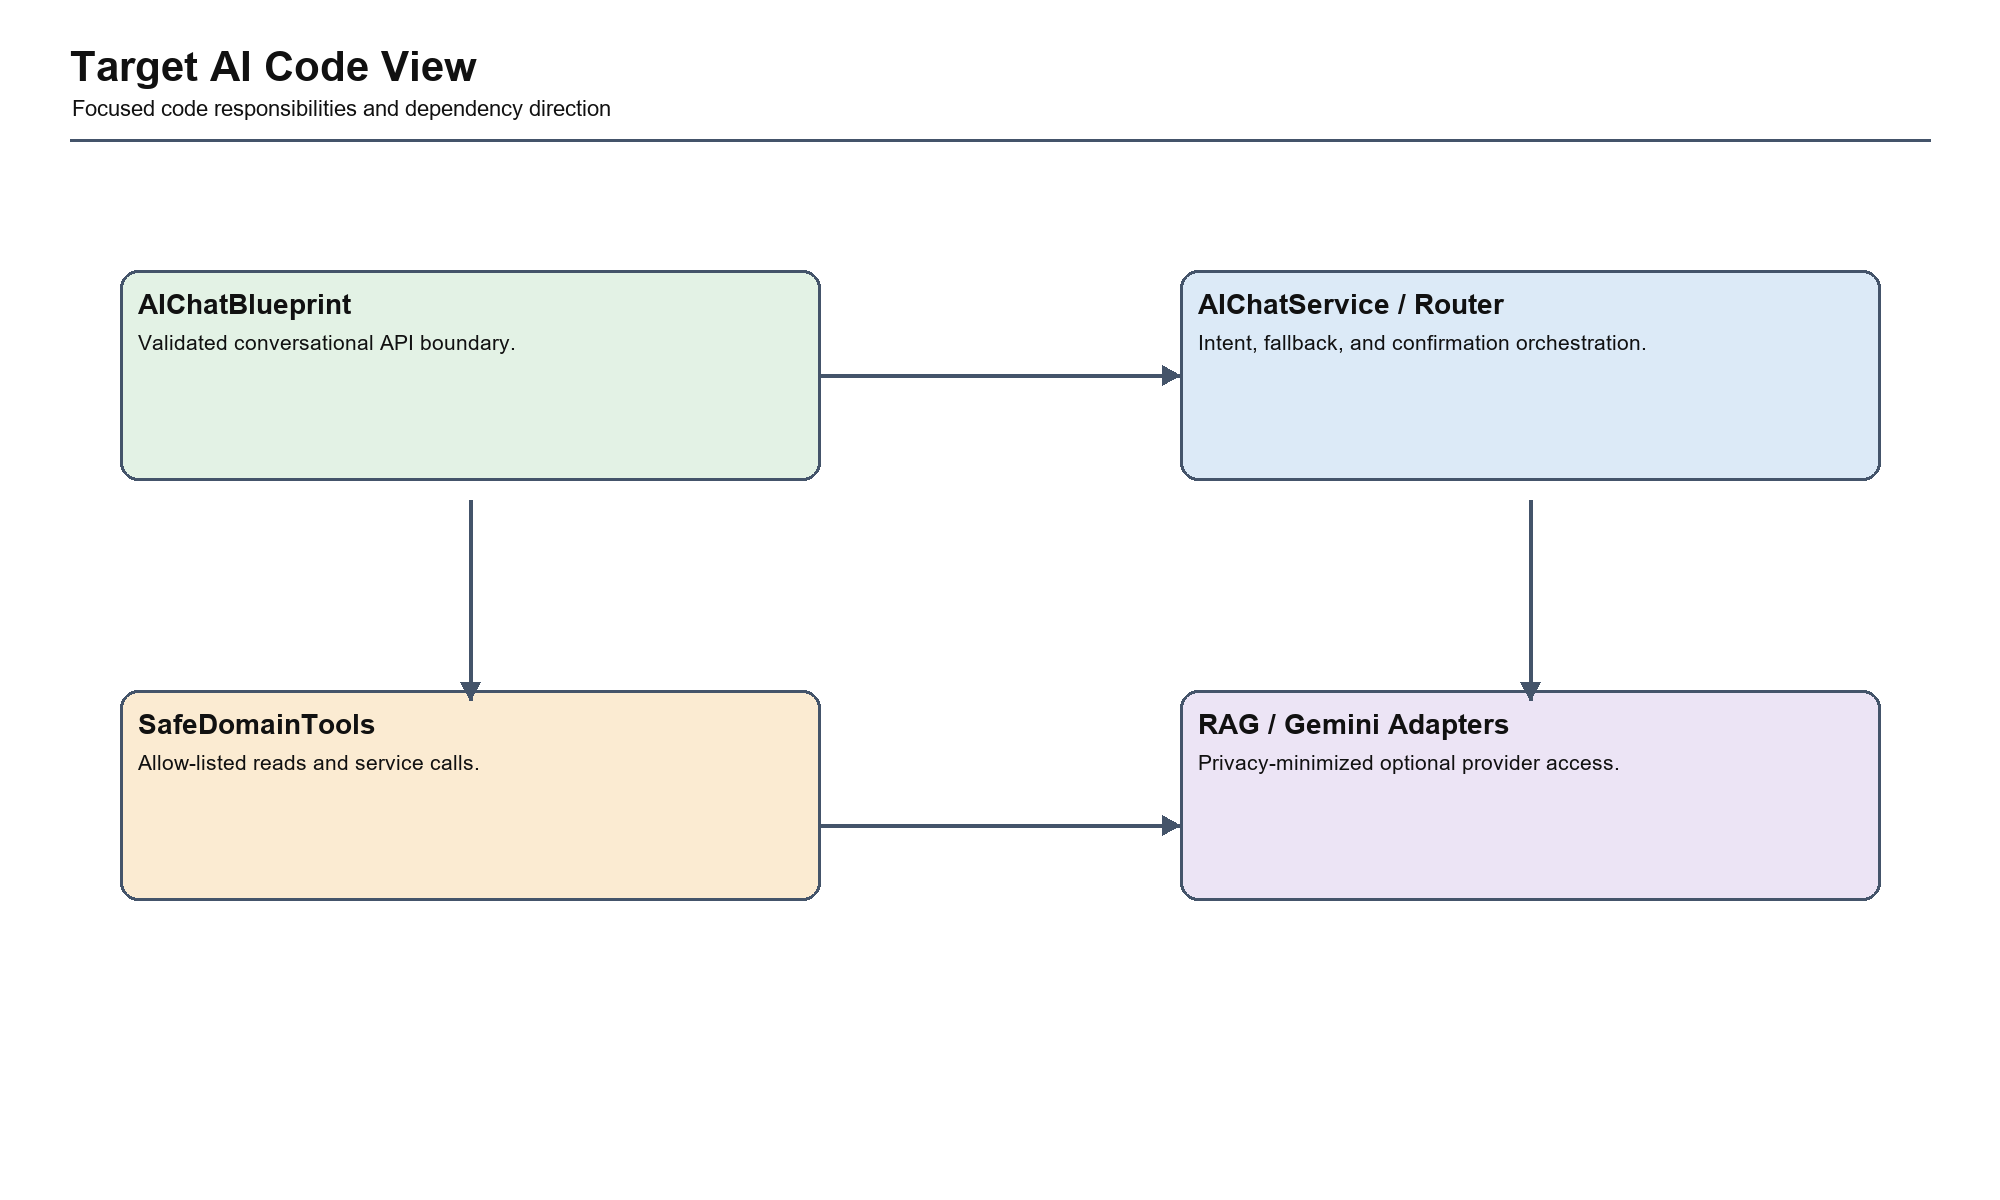 Target AI Code View
Focused code responsibilities and dependency direction
AIChatBlueprint
Validated conversational API boundary.
AIChatService / Router
Intent, fallback, and confirmation orchestration.
SafeDomainTools
Allow-listed reads and service calls.
RAG / Gemini Adapters
Privacy-minimized optional provider access.